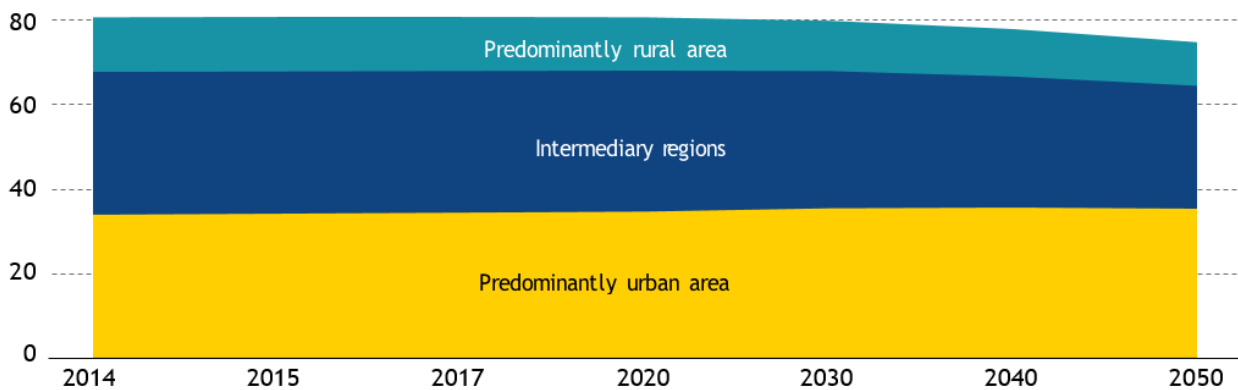 80
Predominantly rural area
60
Intermediary regions
40
20
Predominantly urban area
0
2014 2015 2017 2020 2030 2040 2050